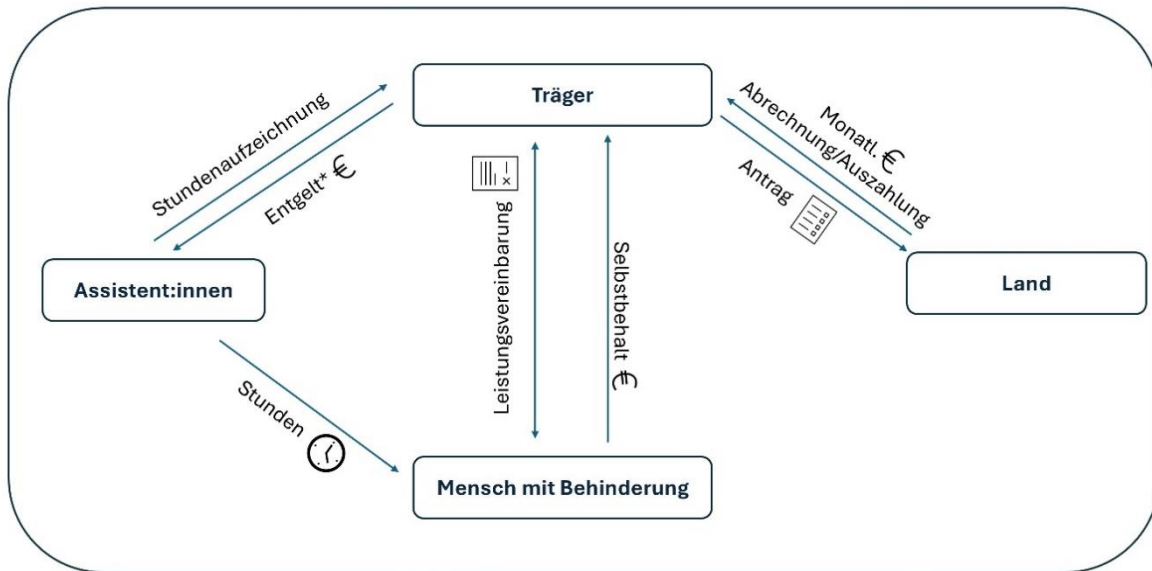 Träger
Stundenaufzeichnung
Entgelt* €
Monatl. €
Abrechnung/Auszahlung
Antrag
Leistungsvereinbarung
Selbstbehalt €
Assistent:innen
Land
Stunden
Mensch mit Behinderung